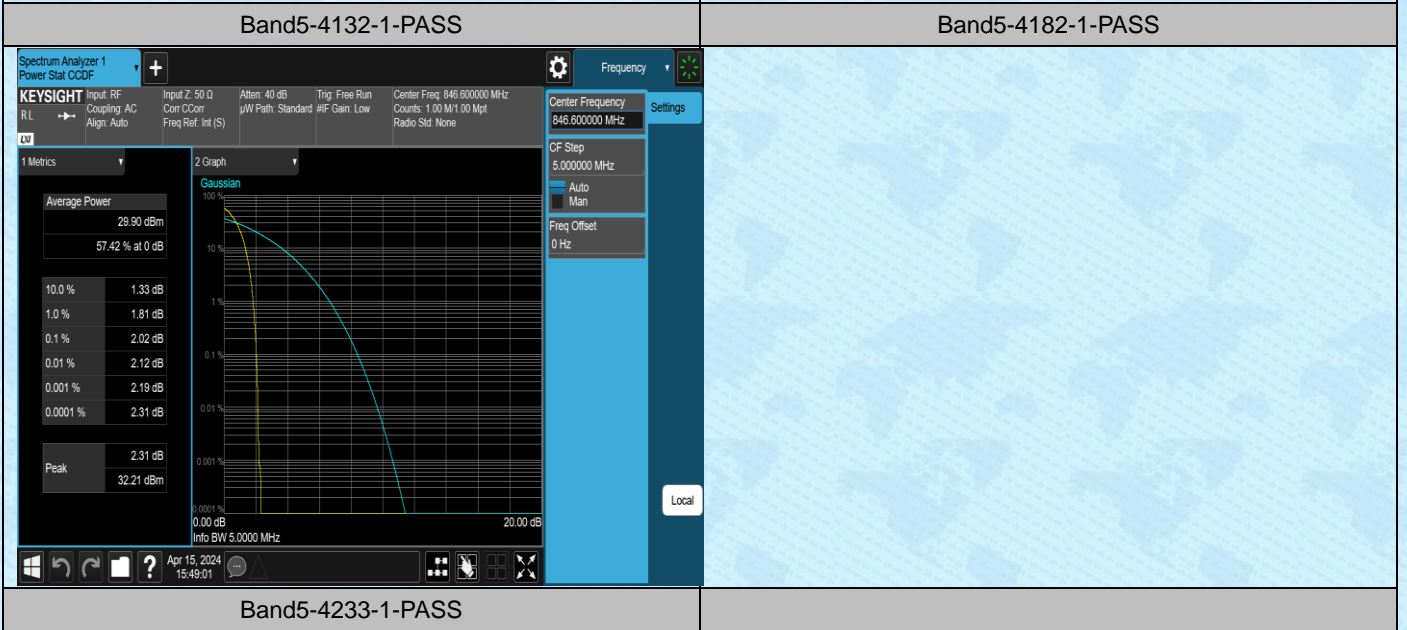 Band5-4132-1-PASS
Band5-4182-1-PASS
Spectrum Analyzer 1
Power Stat CCDF
+
Frequency
KEYSIGHT
RL
LXI
Input: RF
Coupling: AC
Align: Auto
Input Z: 50 Ω
Corr CCorr
Freq Ref: Int (S)
Atten: 40 dB
µW Path: Standard
Trig: Free Run
#IF Gain: Low
Center Freq: 846.600000 MHz
Counts: 1.00 M/1.00 Mpt
Radio Std: None
Center Frequency
846.600000 MHz
Settings
CF Step
5.000000 MHz
Auto
Man
Freq Offset
0 Hz
1 Metrics
Average Power
29.90 dBm
57.42 % at 0 dB
10.0 % 1.33 dB
1.0 % 1.81 dB
0.1 % 2.02 dB
0.01 % 2.12 dB
0.001 % 2.19 dB
0.0001 % 2.31 dB
Peak
2.31 dB
32.21 dBm
2 Graph
Gaussian
100 %
10 %
1 %
0.1 %
0.01 %
0.001 %
0.0001 %
0.00 dB 20.00 dB
Info BW 5.0000 MHz
Local
?
Apr 15, 2024
15:49:01
Band5-4233-1-PASS